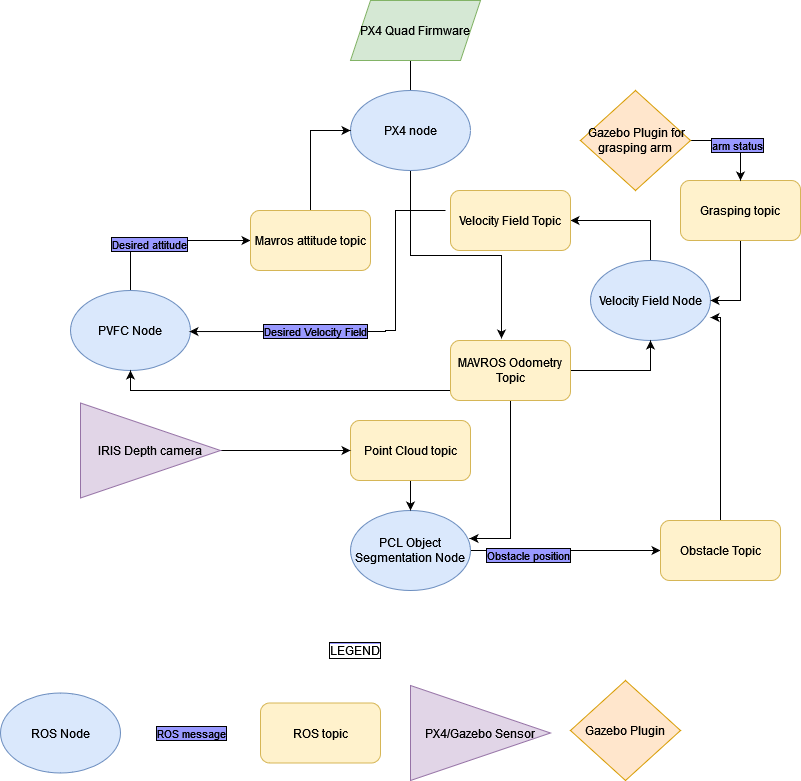 PX4 Quad Firmware
PX4 node
Gazebo Plugin for
grasping arm
arm status
Grasping topic
Velocity Field Topic
Mavros attitude topic
Desired attitude
Velocity Field Node
PVFC Node
Desired Velocity Field
MAVROS Odometry
Topic
IRIS Depth camera
Point Cloud topic
PCL Object
Segmentation Node
Obstacle position
Obstacle Topic
LEGEND
ROS Node
ROS message
ROS topic
PX4/Gazebo Sensor
Gazebo Plugin